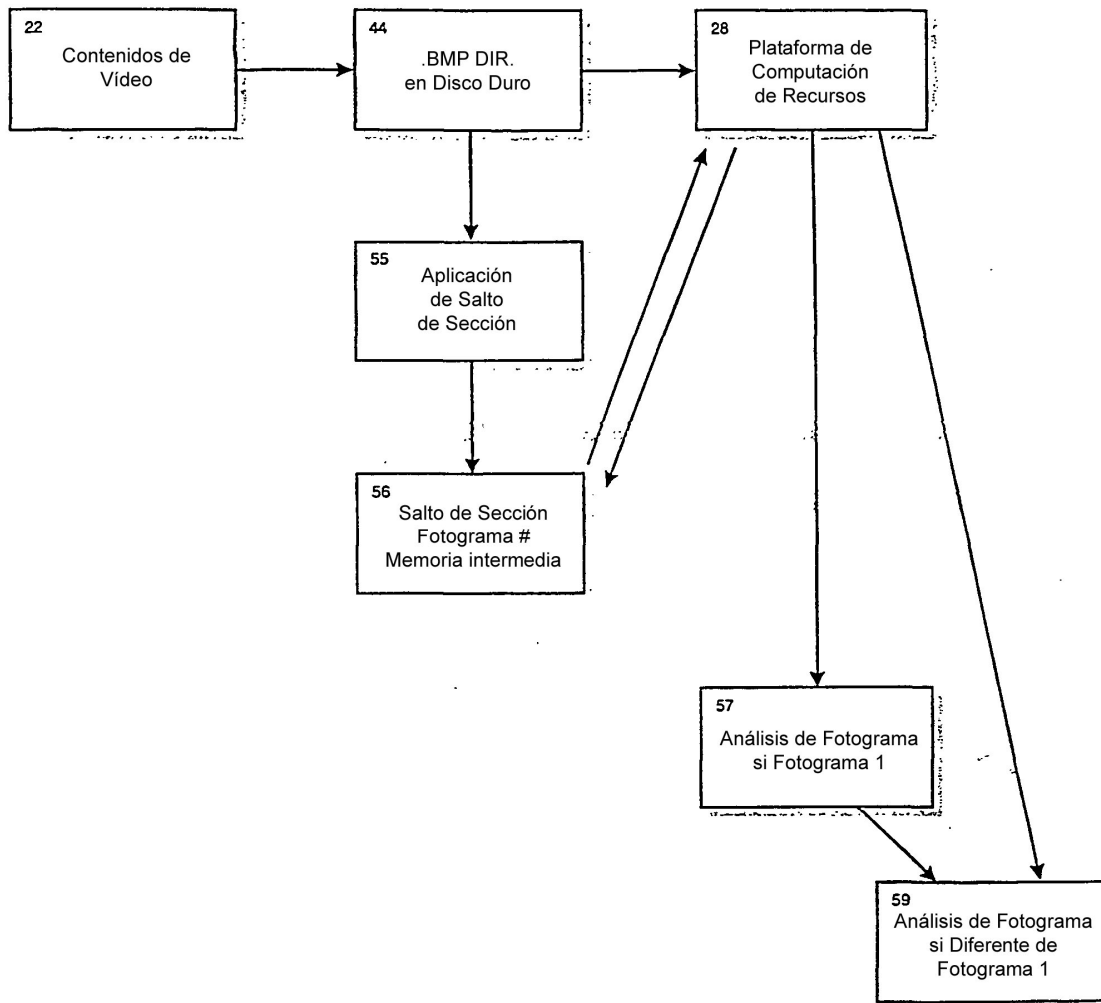 22
Contenidos de
Vídeo
44
.BMP DIR.
en Disco Duro
28
Plataforma de
Computación
de Recursos
55
Aplicación
de Salto
de Sección
56
Salto de Sección
Fotograma #
Memoria intermedia
57
Análisis de Fotograma
si Fotograma 1
59
Análisis de Fotograma
si Diferente de
Fotograma 1